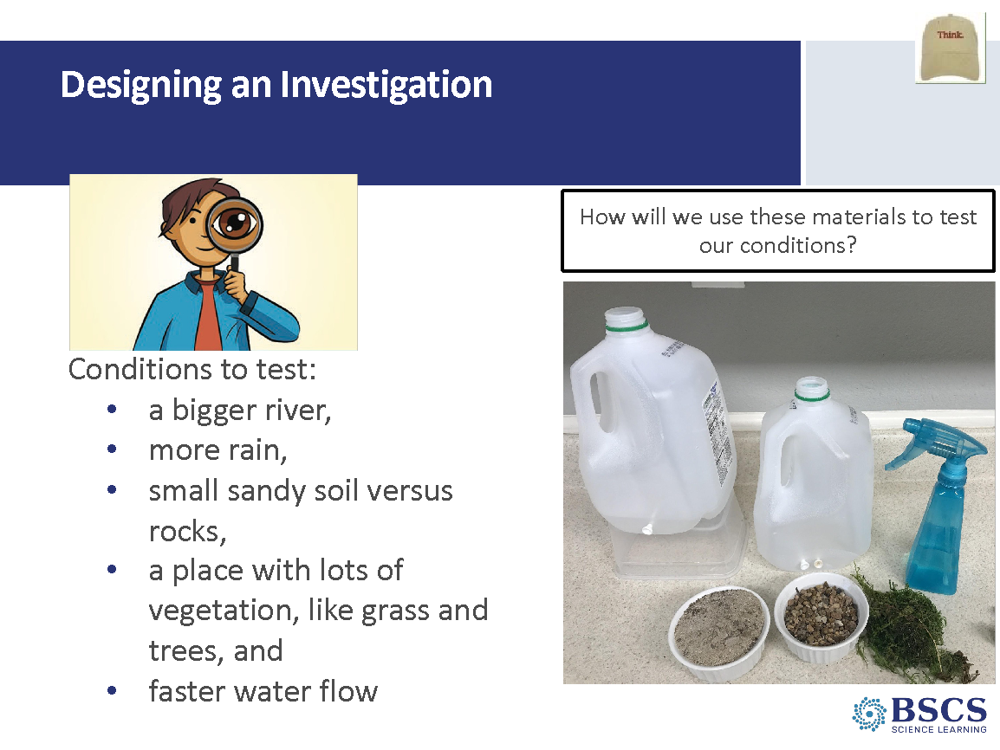 Think.
Designing an Investigation
How will we use these materials to test
our conditions?
Conditions to test:
• a bigger river,
• more rain,
• small sandy soil versus
rocks,
• a place with lots of
vegetation, like grass and
trees, and
• faster water flow
BSCS
SCIENCE LEARNING